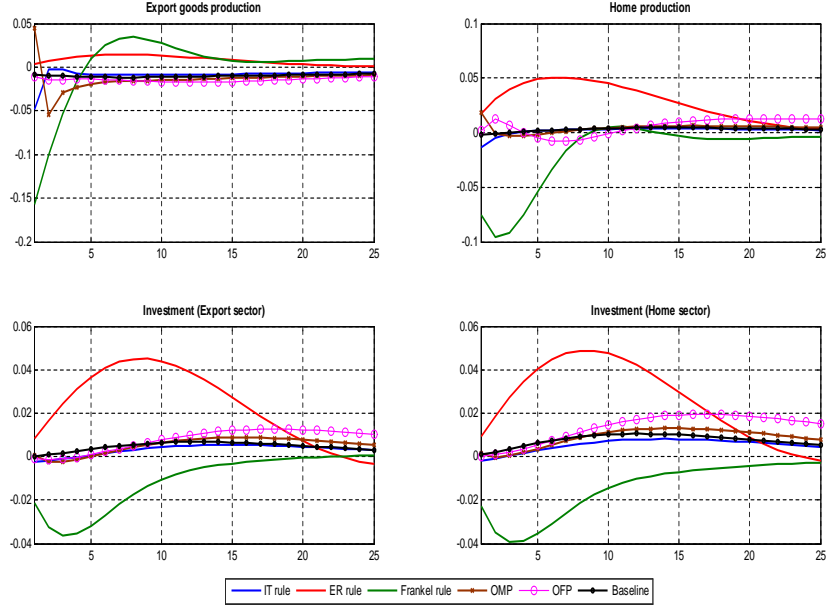 Export goods production
0.05
0
-0.05
-0.1
-0.15
-0.2
5 10 15 20 25
Home production
0.1
0.05
0
-0.05
-0.1
5 10 15 20 25
Investment (Export sector)
0.06
0.04
0.02
0
-0.02
-0.04
5 10 15 20 25
Investment (Home sector)
0.06
0.04
0.02
0
-0.02
-0.04
5 10 15 20 25
IT rule ER rule Frankel rule OMP OFP Baseline